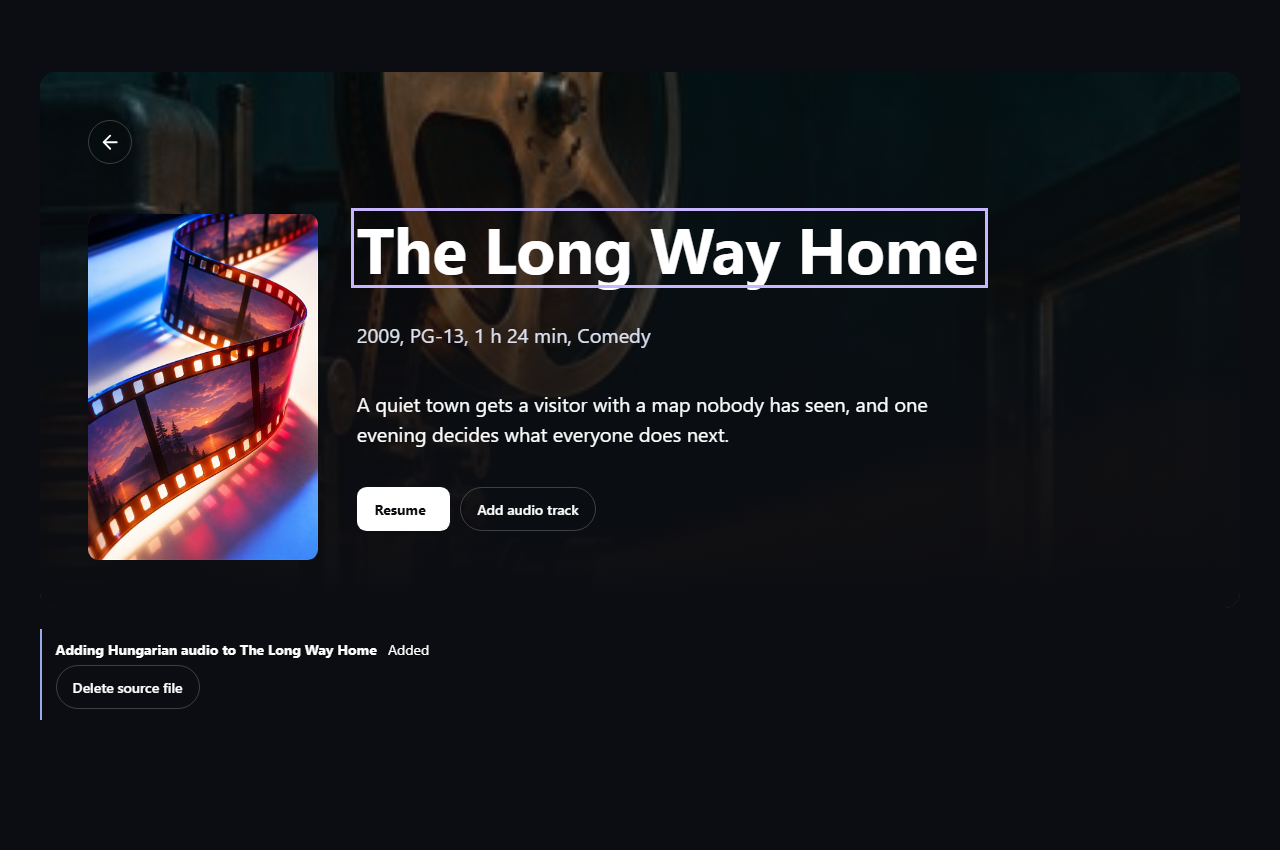 The Long Way Home
2009, PG-13, 1 h 24 min, Comedy
A quiet town gets a visitor with a map nobody has seen, and one
evening decides what everyone does next.
Resume
Add audio track
Adding Hungarian audio to The Long Way Home Added
Delete source file